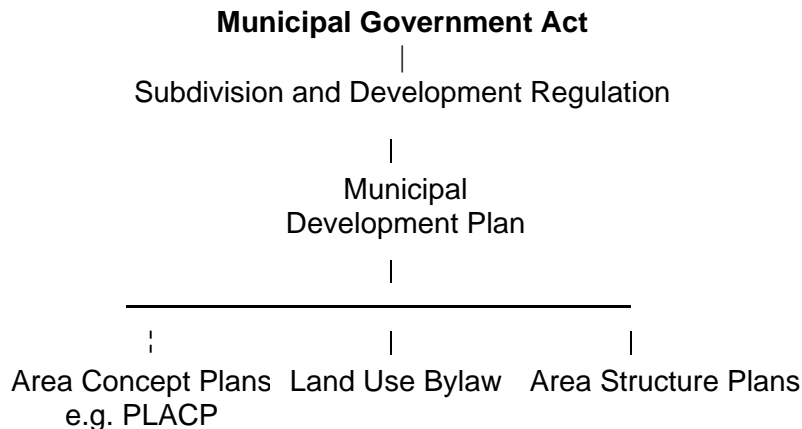 Municipal Government Act
Subdivision and Development Regulation
Municipal
Development Plan
Area Concept Plans Land Use Bylaw Area Structure Plans
e.g. PLACP